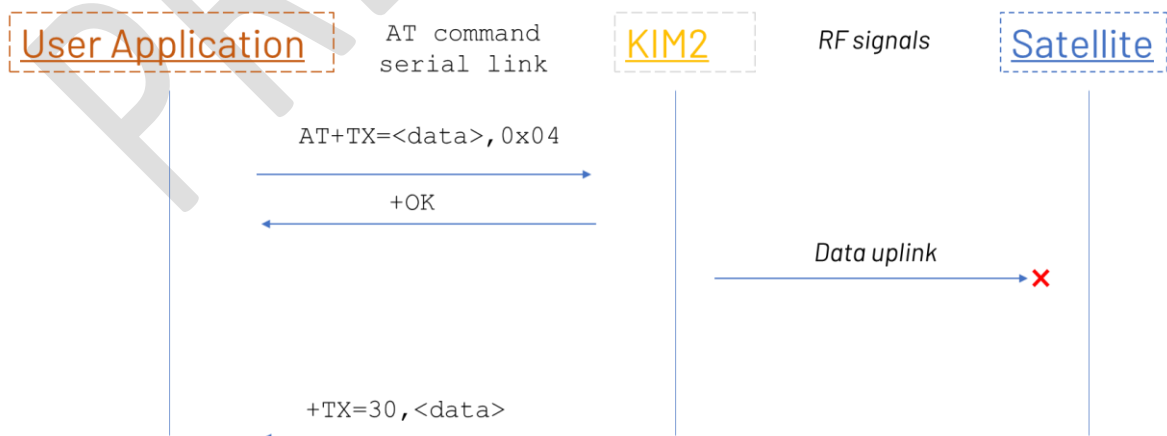 User Application
AT command
serial link
KIM2
RF signals
Satellite
AT+TX=<data>,0x04
+OK
Data uplink
+TX=30,<data>